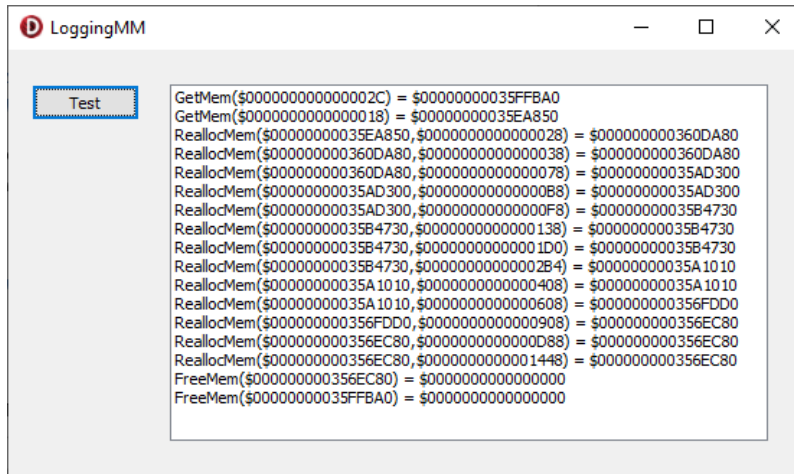 LoggingMM
Test
GetMem($000000000000002C) = $00000000035FFBA0
GetMem($0000000000000018) = $00000000035EA850
ReallocMem($00000000035EA850,$0000000000000028) = $000000000360DA80
ReallocMem($000000000360DA80,$0000000000000038) = $000000000360DA80
ReallocMem($000000000360DA80,$0000000000000078) = $00000000035AD300
ReallocMem($00000000035AD300,$00000000000000B8) = $00000000035AD300
ReallocMem($00000000035AD300,$00000000000000F8) = $00000000035B4730
ReallocMem($00000000035B4730,$0000000000000138) = $00000000035B4730
ReallocMem($00000000035B4730,$00000000000001D0) = $00000000035B4730
ReallocMem($00000000035B4730,$00000000000002B4) = $00000000035A1010
ReallocMem($00000000035A1010,$0000000000000408) = $00000000035A1010
ReallocMem($00000000035A1010,$0000000000000608) = $000000000356FDD0
ReallocMem($000000000356FDD0,$0000000000000908) = $000000000356EC80
ReallocMem($000000000356EC80,$0000000000000D88) = $000000000356EC80
ReallocMem($000000000356EC80,$0000000000001448) = $000000000356EC80
FreeMem($000000000356EC80) = $0000000000000000
FreeMem($00000000035FFBA0) = $0000000000000000